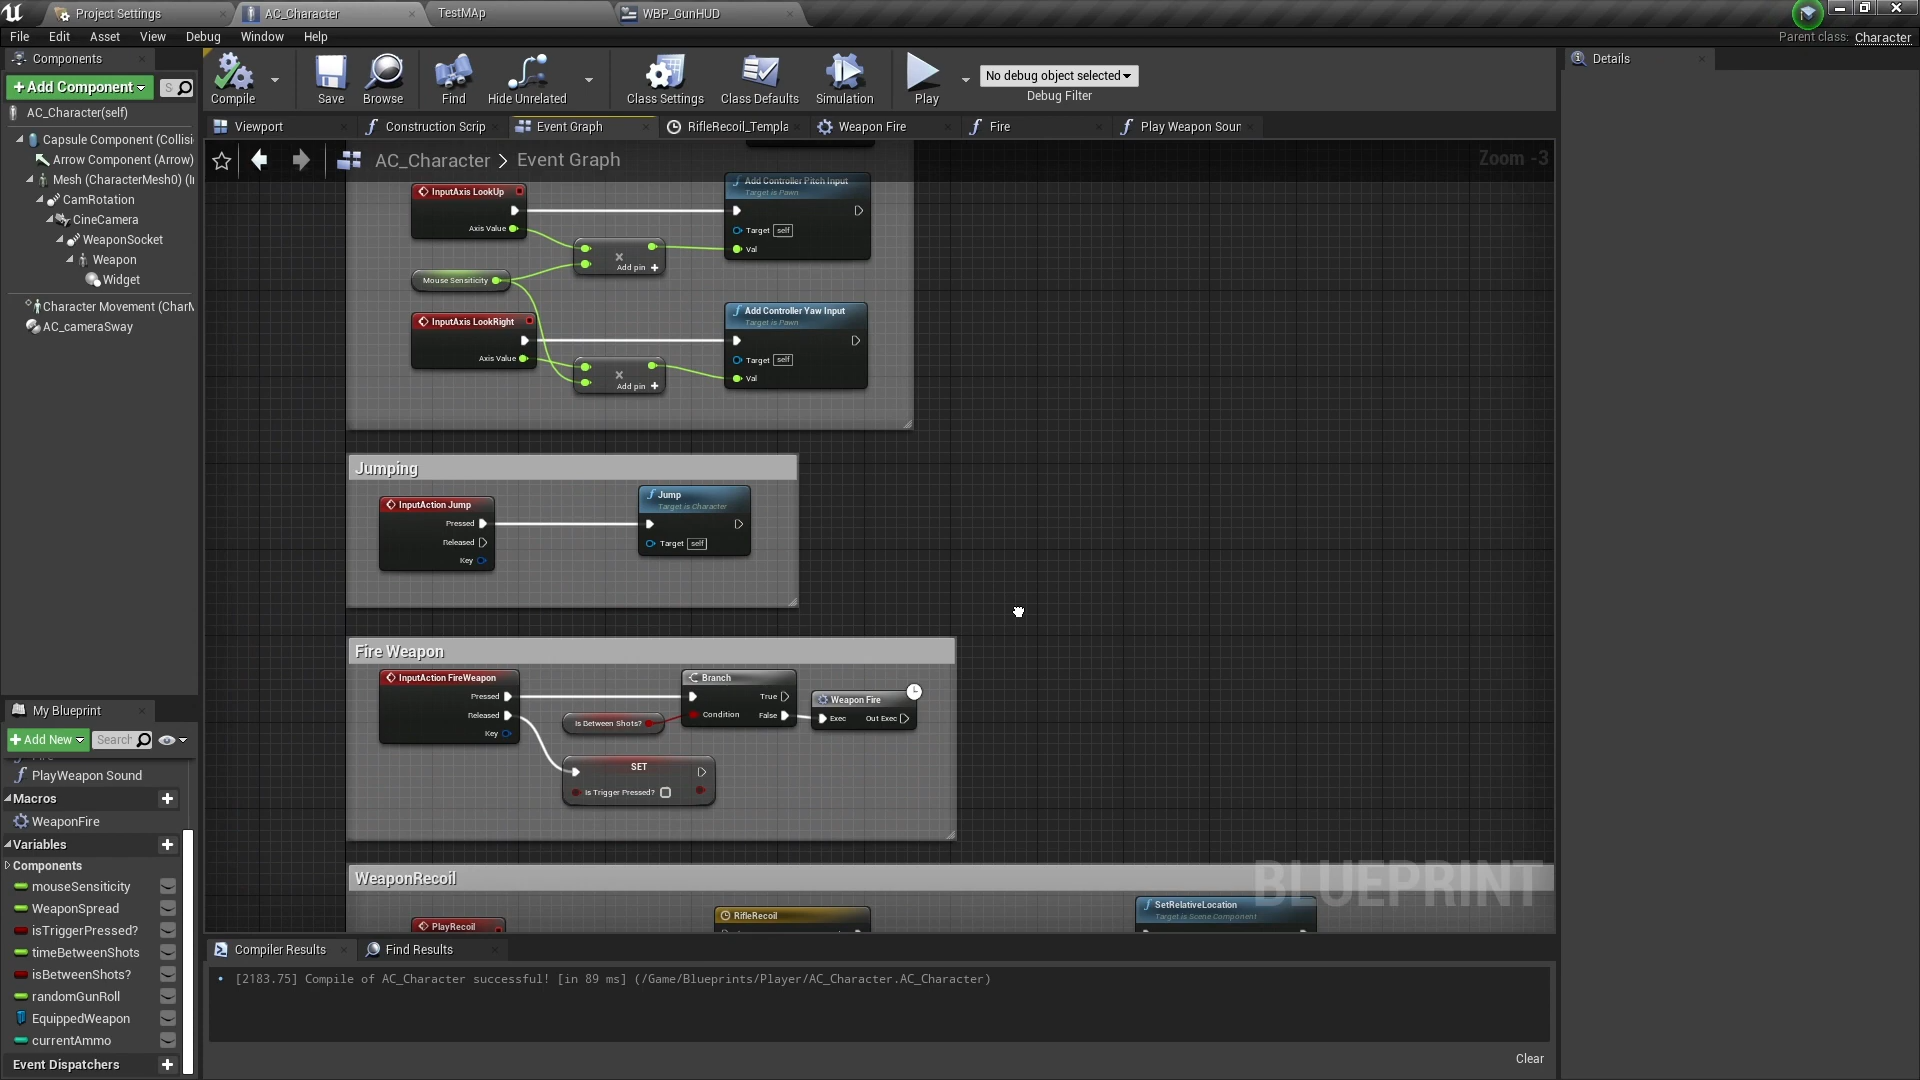 Project Settings
AC_Character
TestMAp
WBP_GunHUD
File Edit Asset View Debug Window Help
Parent class: Character
Components
+ Add Component
AC_Character(self)
Capsule Component (Collisi
Arrow Component (Arrow)
Mesh (CharacterMesh0) (I
CamRotation
CineCamera
WeaponSocket
Weapon
Widget
Character Movement (CharM
AC_cameraSway
Compile
Save
Browse
Find
Hide Unrelated
Class Settings
Class Defaults
Simulation
Play
No debug object selected
Debug Filter
Details
Viewport
Construction Scrip
Event Graph
RifleRecoil_Templa
Weapon Fire
Fire
Play Weapon Sour
AC_Character > Event Graph
Zoom -3
InputAxis LookUp
Axis Value
Mouse Sensitivity
Add pin +
Add Controller Pitch Input
Target is Pawn
Target self
Val
InputAxis LookRight
Axis Value
Add pin +
Add Controller Yaw Input
Target is Pawn
Target self
Val
Jumping
InputAction Jump
Pressed
Released
Key
Jump
Target is Character
Target self
Fire Weapon
InputAction FireWeapon
Pressed
Released
Key
Is Between Shots?
Branch
True
Condition False
Weapon Fire
Exec Out Exec
SET
Is Trigger Pressed?
WeaponRecoil
PlayRecoil
RifleRecoil
SetRelativeLocation
Target is Scene Component
BLUEPRINT
My Blueprint
+ Add New
Search
PlayWeapon Sound
Macros
WeaponFire
Variables
Components
mouseSensiticity
WeaponSpread
isTriggerPressed?
timeBetweenShots
isBetweenShots?
randomGunRoll
EquippedWeapon
currentAmmo
Event Dispatchers
Compiler Results
Find Results
[2183.75] Compile of AC_Character successful! [in 89 ms] (/Game/Blueprints/Player/AC_Character.AC_Character)
Clear